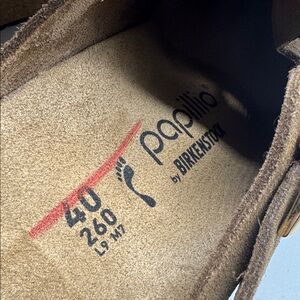 40
260
L9 M7
papillio
by BIRKENSTOCK